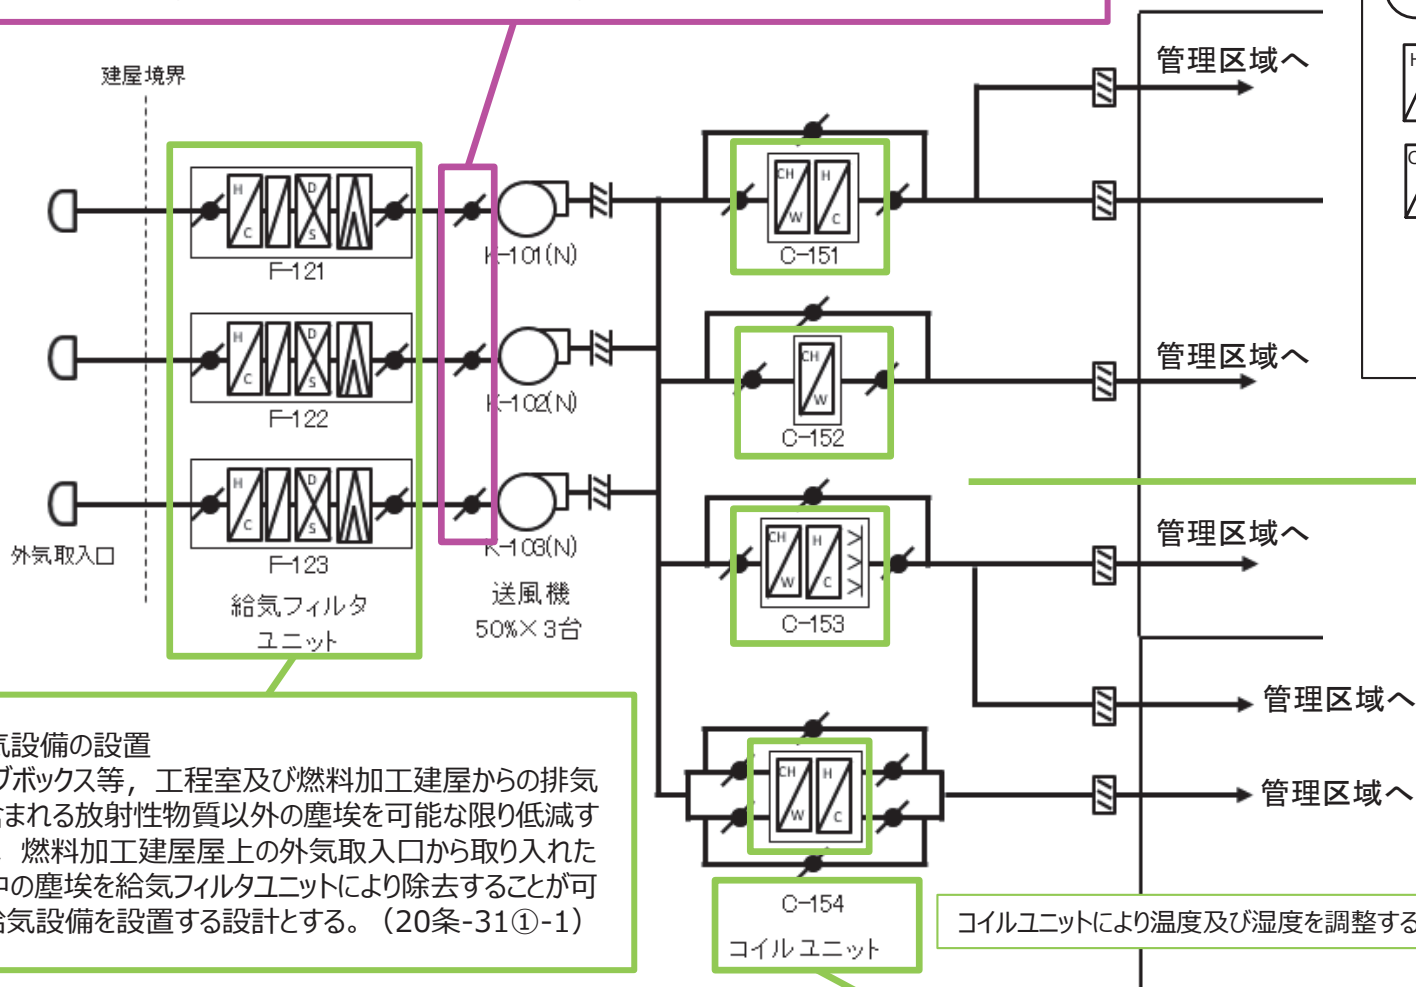 建屋境界
外気取入口
H
C
D
S
F-121
H
C
D
S
F-122
H
C
D
S
F-123
給気フィルタ
ユニット
K-101(N)
K-102(N)
K-103(N)
送風機
50%×3台
CH
W
H
C
C-151
CH
W
C-152
CH
W
H
C
C-153
CH
W
H
C
C-154
コイルユニット
管理区域へ
管理区域へ
管理区域へ
管理区域へ
管理区域へ
気設備の設置
ブボックス等，工程室及び燃料加工建屋からの排気
含まれる放射性物質以外の塵埃を可能な限り低減す
燃料加工建屋屋上の外気取入口から取り入れた
中の塵埃を給気フィルタユニットにより除去することが可
給気設備を設置する設計とする。（20条-31①-1）
コイルユニットにより温度及び湿度を調整する